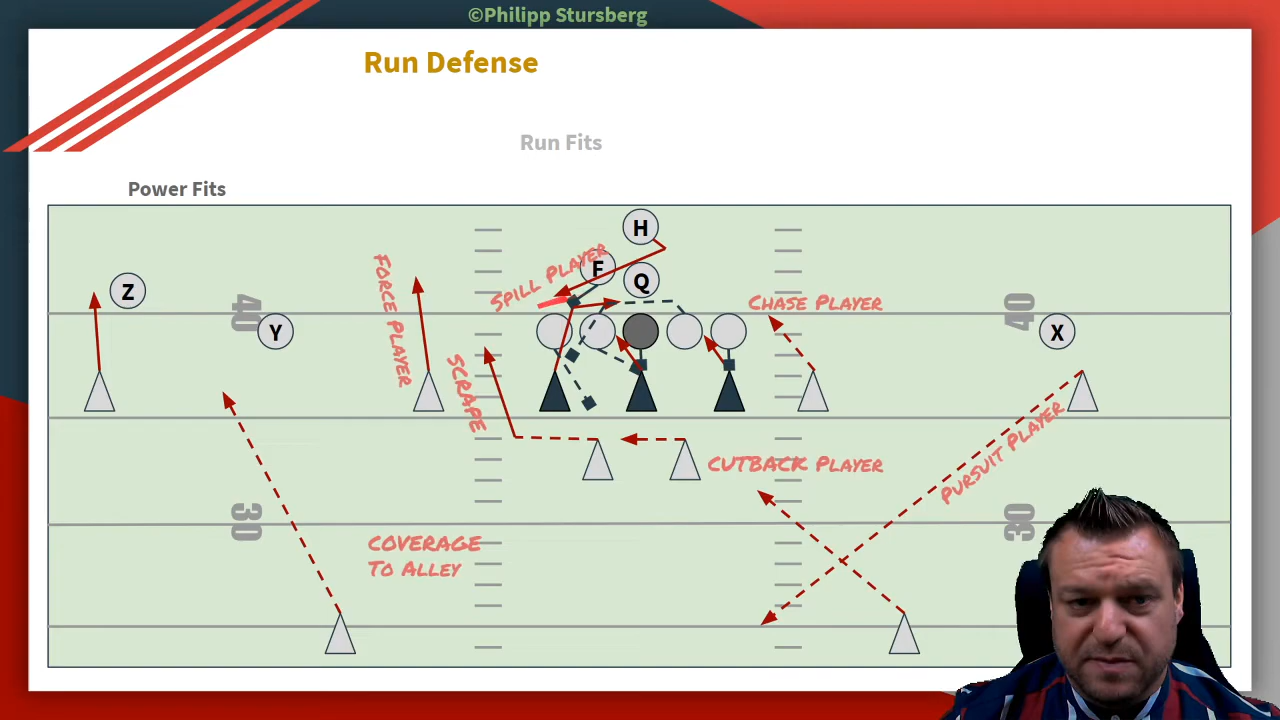 ©Philipp Stursberg
Run Defense
Run Fits
Power Fits
H
F
Q
Z
Y
X
Spill Player
Force Player
Chase Player
40
40
Scrape
Cutback Player
Pursuit Player
30
30
Coverage
To Alley